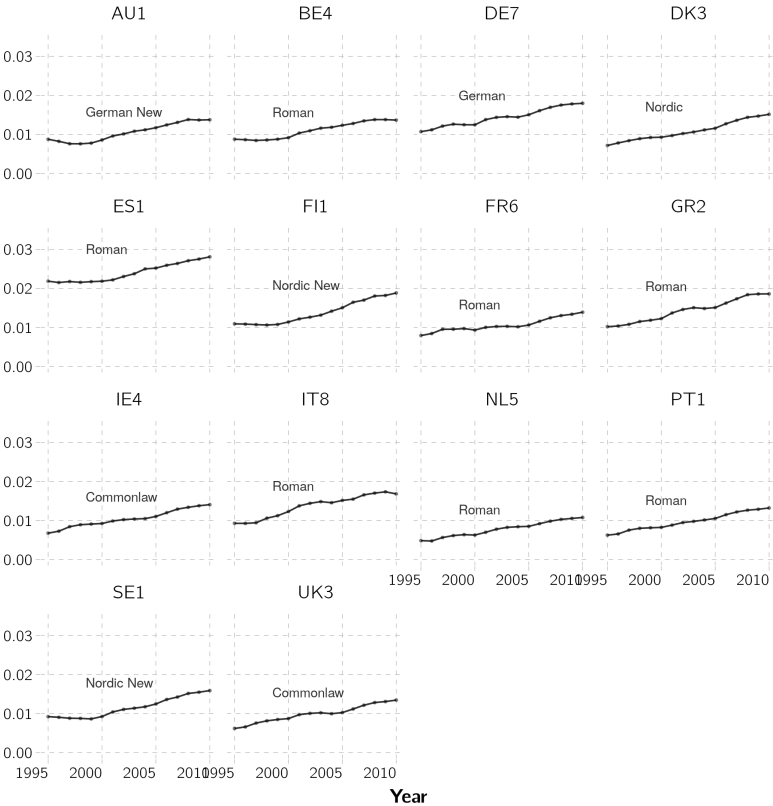 AU1 BE4 DE7 DK3
0.03
0.02
German New Roman German Nordic
0.01
0.00
ES1 FI1 FR6 GR2
0.03
Roman Nordic New Roman Roman
0.02
0.01
0.00
IE4 IT8 NL5 PT1
0.03
0.02
Commonlaw Roman Roman Roman
0.01
0.00
1995 2000 2005 2010 1995 2000 2005 2010
SE1 UK3
0.03
0.02
Nordic New Commonlaw
0.01
0.00
1995 2000 2005 2010 1995 2000 2005 2010
Year